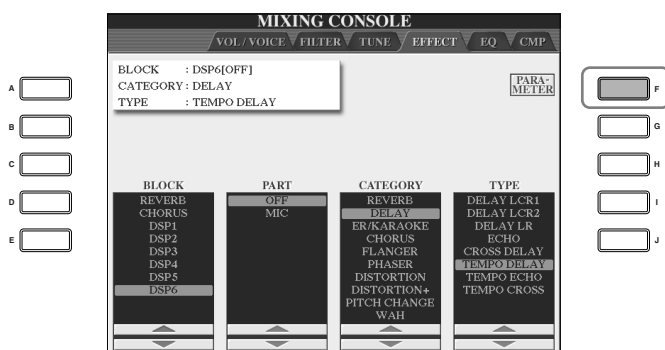 MIXING CONSOLE
VOL / VOICE FILTER TUNE EFFECT EQ CMP
BLOCK : DSP6[OFF]
CATEGORY : DELAY
TYPE : TEMPO DELAY
PARA-
METER
A
B
C
D
E
F
G
H
I
J
BLOCK
REVERB
CHORUS
DSP1
DSP2
DSP3
DSP4
DSP5
DSP6
PART
OFF
MIC
CATEGORY
REVERB
DELAY
ER/KARAOKE
CHORUS
FLANGER
PHASER
DISTORTION
DISTORTION+
PITCH CHANGE
WAH
TYPE
DELAY LCR1
DELAY LCR2
DELAY LR
ECHO
CROSS DELAY
TEMPO DELAY
TEMPO ECHO
TEMPO CROSS